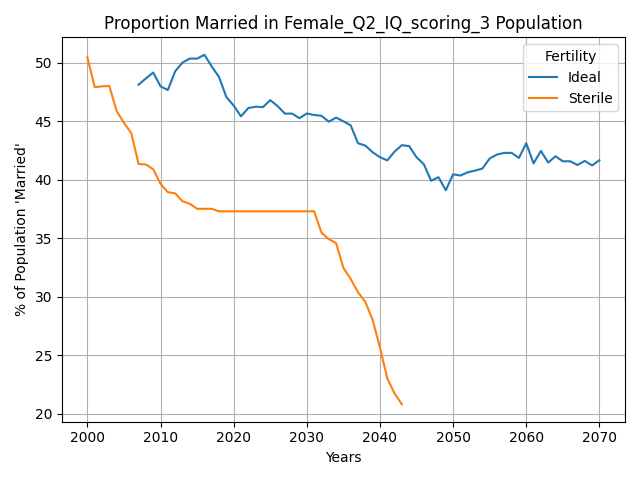 Proportion Married in Female_Q2_IQ_scoring_3 Population
Fertility
Ideal
Sterile
% of Population 'Married'
50
45
40
35
30
25
20
2000
2010
2020
2030
2040
2050
2060
2070
Years